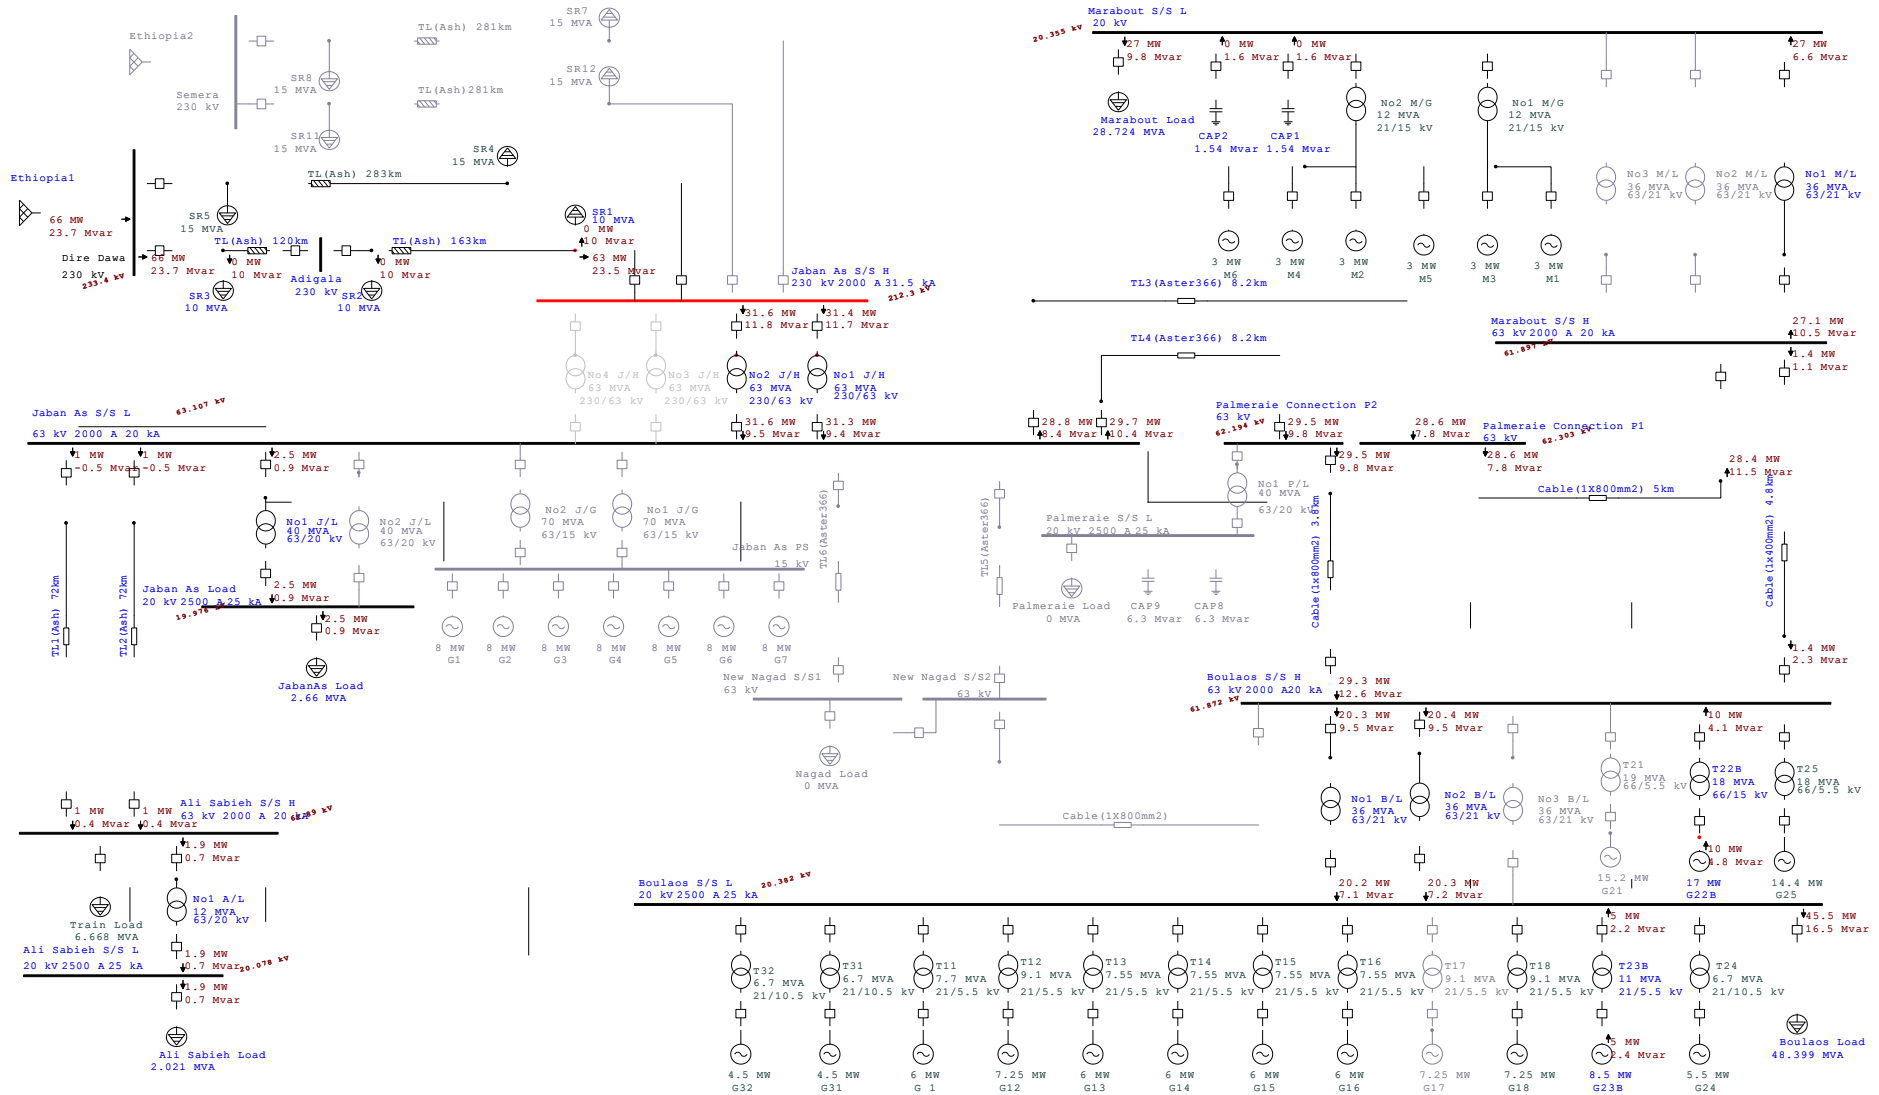 SR7
15 MVA
TL(Ash) 281km
Ethiopia2
SR12
15 MVA
SR8
15 MVA
TL(Ash)281km
Semera
230 kV
SR11
15 MVA
SR4
15 MVA
TL(Ash) 283km
Ethiopia1
66 MW
23.7 Mvar
SR5
15 MVA
SR1
10 MVA
0 MW
10 Mvar
TL(Ash) 120km
TL(Ash) 163km
Dire Dawa
230 kV
233.4 kV
66 MW
23.7 Mvar
0 MW
10 Mvar
Adigala
230 kV
0 MW
10 Mvar
63 MW
23.5 Mvar
SR3
10 MVA
SR2
10 MVA
Jaban As S/S H
230 kV 2000 A 31.5 kA
212.3 kV
Marabout S/S L
20 kV
20.355 kV
27 MW
9.8 Mvar
0 MW
1.6 Mvar
0 MW
1.6 Mvar
27 MW
6.6 Mvar
Marabout Load
28.724 MVA
CAP2
1.54 Mvar
CAP1
1.54 Mvar
No2 M/G
12 MVA
21/15 kV
No1 M/G
12 MVA
21/15 kV
No3 M/L
36 MVA
63/21 kV
No2 M/L
36 MVA
63/21 kV
No1 M/L
36 MVA
63/21 kV
3 MW
M6
3 MW
M4
3 MW
M2
3 MW
M5
3 MW
M3
3 MW
M1
TL3(Aster366) 8.2km
TL4(Aster366) 8.2km
Marabout S/S H
63 kV 2000 A 20 kA
61.897 kV
27.1 MW
10.5 Mvar
1.4 MW
1.1 Mvar
31.6 MW
11.8 Mvar
31.4 MW
11.7 Mvar
No4 J/H
63 MVA
230/63 kV
No3 J/H
63 MVA
230/63 kV
No2 J/H
63 MVA
230/63 kV
No1 J/H
63 MVA
230/63 kV
Jaban As S/S L
63 kV 2000 A 20 kA
63.107 kV
31.6 MW
9.5 Mvar
31.3 MW
9.4 Mvar
28.8 MW
8.4 Mvar
29.7 MW
10.4 Mvar
Palmeraie Connection P2
63 kV
62.194 kV
29.5 MW
9.8 Mvar
28.6 MW
7.8 Mvar
Palmeraie Connection P1
63 kV
62.303 kV
29.5 MW
9.8 Mvar
28.6 MW
7.8 Mvar
28.4 MW
11.5 Mvar
1 MW
-0.5 Mvar
1 MW
-0.5 Mvar
2.5 MW
0.9 Mvar
No1 J/L
40 MVA
63/20 kV
No2 J/L
40 MVA
63/20 kV
No2 J/G
70 MVA
63/15 kV
No1 J/G
70 MVA
63/15 kV
Jaban As PS
15 kV
TL6(Aster366)
TL5(Aster366)
No1 P/L
40 MVA
63/20 kV
Palmeraie S/S L
20 kV 2500 A 25 kA
Cable(1X800mm2) 3.8km
Cable(1X800mm2) 5km
Cable(1x400mm2) 4.8km
TL1(Ash) 72km
TL2(Ash) 72km
Jaban As Load
20 kV 2500 A 25 kA
2.5 MW
0.9 Mvar
2.5 MW
0.9 Mvar
JabanAs Load
2.66 MVA
8 MW
G1
8 MW
G2
8 MW
G3
8 MW
G4
8 MW
G5
8 MW
G6
8 MW
G7
Palmeraie Load
0 MVA
CAP9
6.3 Mvar
CAP8
6.3 Mvar
New Nagad S/S1
63 kV
New Nagad S/S2
63 kV
Nagad Load
0 MVA
Cable(1X800mm2)
Boulaos S/S H
63 kV 2000 A20 kA
61.872 kV
29.3 MW
12.6 Mvar
1.4 MW
2.3 Mvar
20.3 MW
9.5 Mvar
20.4 MW
9.5 Mvar
10 MW
4.1 Mvar
No1 B/L
36 MVA
63/21 kV
No2 B/L
36 MVA
63/21 kV
No3 B/L
36 MVA
63/21 kV
T21
19 MVA
66/5.5 kV
T22B
18 MVA
66/15 kV
T25
18 MVA
66/5.5 kV
15.2 MW
G21
10 MW
4.8 Mvar
17 MW
G22B
14.4 MW
G25
1 MW
0.4 Mvar
1 MW
0.4 Mvar
Ali Sabieh S/S H
63 kV 2000 A 20 kA
1.9 MW
0.7 Mvar
No1 A/L
12 MVA
63/20 kV
Train Load
6.668 MVA
Ali Sabieh S/S L
20 kV 2500 A 25 kA
20.078 kV
1.9 MW
0.7 Mvar
1.9 MW
0.7 Mvar
Ali Sabieh Load
2.021 MVA
Boulaos S/S L
20 kV 2500 A 25 kA
20.382 kV
20.2 MW
7.1 Mvar
20.3 MW
7.2 Mvar
5 MW
2.2 Mvar
45.5 MW
16.5 Mvar
T32
6.7 MVA
21/10.5 kV
T31
6.7 MVA
21/10.5 kV
T11
7.7 MVA
21/5.5 kV
T12
9.1 MVA
21/5.5 kV
T13
7.55 MVA
21/5.5 kV
T14
7.55 MVA
21/5.5 kV
T15
7.55 MVA
21/5.5 kV
T16
7.55 MVA
21/5.5 kV
T17
9.1 MVA
21/5.5 kV
T18
9.1 MVA
21/5.5 kV
T23B
11 MVA
21/5.5 kV
T24
6.7 MVA
21/10.5 kV
4.5 MW
G32
4.5 MW
G31
6 MW
G 1
7.25 MW
G12
6 MW
G13
6 MW
G14
6 MW
G15
6 MW
G16
7.25 MW
G17
7.25 MW
G18
5 MW
2.4 Mvar
8.5 MW
G23B
5.5 MW
G24
Boulaos Load
48.399 MVA